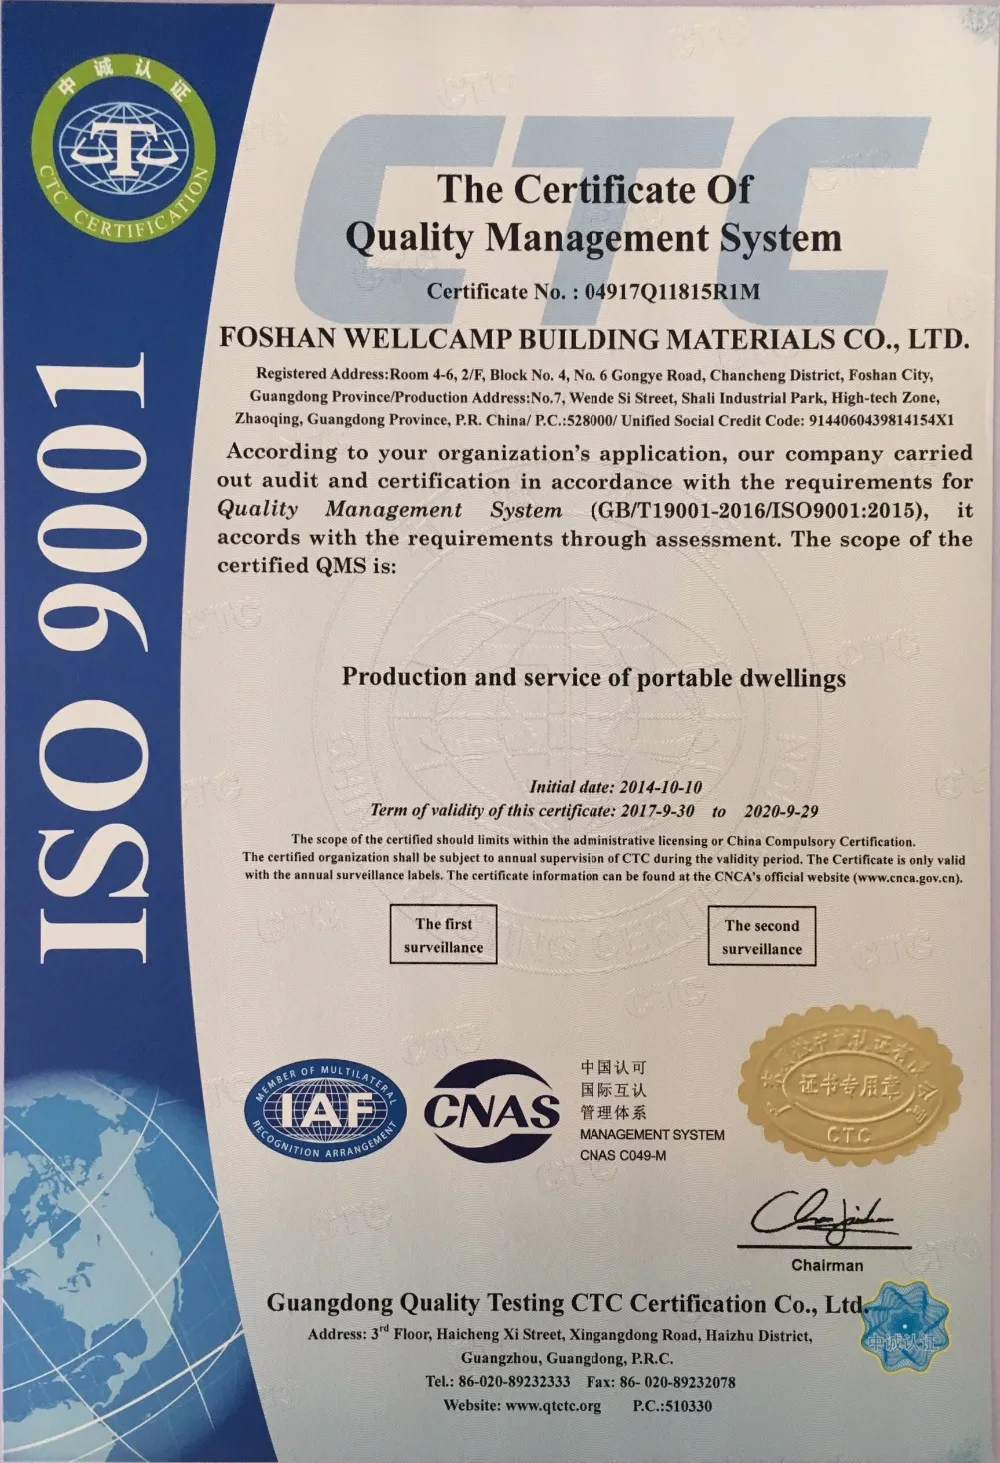 中诚认证
CTC CERTIFICATION
CTC
The Certificate Of
Quality Management System
Certificate No. : 04917Q11815R1M
FOSHAN WELLCAMP BUILDING MATERIALS CO., LTD.
Registered Address:Room 4-6, 2/F, Block No. 4, No. 6 Gongye Road, Chancheng District, Foshan City,
Guangdong Province/Production Address:No.7, Wende Si Street, Shali Industrial Park, High-tech Zone,
Zhaoqing, Guangdong Province, P.R. China/ P.C.:528000/ Unified Social Credit Code: 9144060439814154X1
According to your organization's application, our company carried
out audit and certification in accordance with the requirements for
Quality Management System (GB/T19001-2016/ISO9001:2015), it
accords with the requirements through assessment. The scope of the
certified QMS is:
ISO 9001
Production and service of portable dwellings
Initial date: 2014-10-10
Term of validity of this certificate: 2017-9-30 to 2020-9-29
The scope of the certified should limits within the administrative licensing or China Compulsory Certification.
The certified organization shall be subject to annual supervision of CTC during the validity period. The Certificate is only valid
with the annual surveillance labels. The certificate information can be found at the CNCA's official website (www.cnca.gov.cn).
The first
surveillance
The second
surveillance
MEMBER OF MULTILATERAL
IAF
RECOGNITION ARRANGEMENT
CNAS
中国认可
国际互认
管理体系
MANAGEMENT SYSTEM
CNAS C049-M
证书专用章
CTC
Chairman
Guangdong Quality Testing CTC Certification Co., Ltd.
中诚认证
Address: 3rd Floor, Haicheng Xi Street, Xingangdong Road, Haizhu District,
Guangzhou, Guangdong, P.R.C.
Tel.: 86-020-89232333 Fax: 86- 020-89232078
Website: www.qtctc.org P.C.:510330